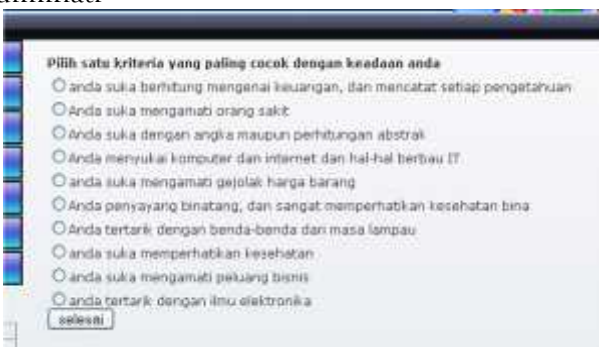 Pilih satu kriteria yang paling cocok dengan keadaan anda
anda suka berhitung mengenai keuangan, dan mencatat setiap pengetahuan
Anda suka mengamati orang sakit
Anda suka dengan angka maupun perhitungan abstrak
Anda menyukai komputer dan internet dan hal-hal berbau IT
anda suka mengamati gejolak harga barang
Anda penyayang binatang, dan sangat memperhatikan kesehatan bina
Anda tertarik dengan benda-benda dari masa lampau
anda suka memperhatikan kesehatan
anda suka mengamati peluang bisnis
anda tertarik dengan ilmu elektronika
selesai